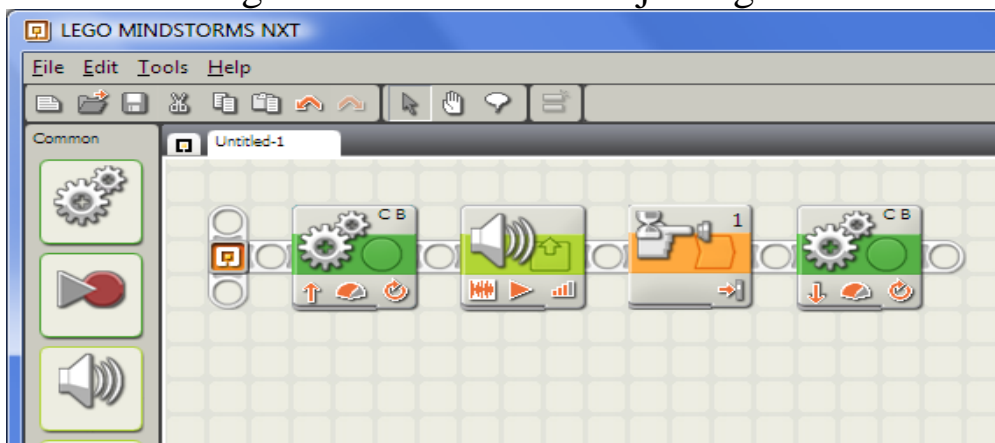 LEGO MINDSTORMS NXT
File Edit Tools Help
Common
Untitled-1
C B
1
C B